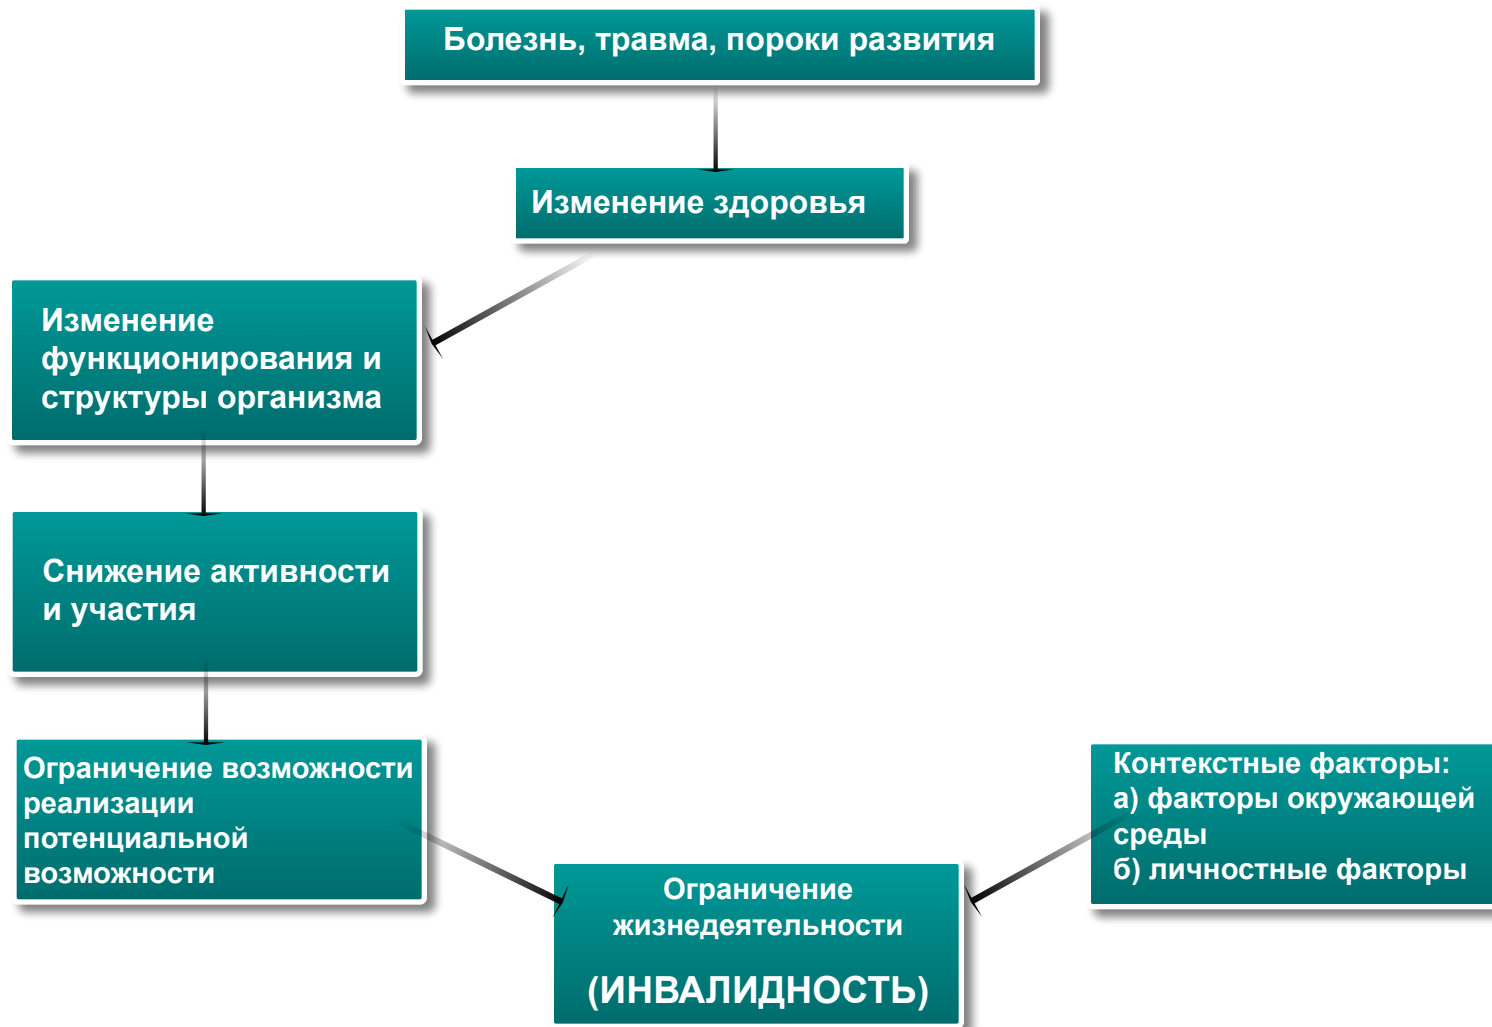 Болезнь, травма, пороки развития
Изменение здоровья
Изменение
функционирования и
структуры организма
Снижение активности
и участия
Ограничение возможности
реализации
потенциальной
возможности
Контекстные факторы:
а) факторы окружающей
среды
б) личностные факторы
Ограничение
жизнедеятельности
(ИНВАЛИДНОСТЬ)